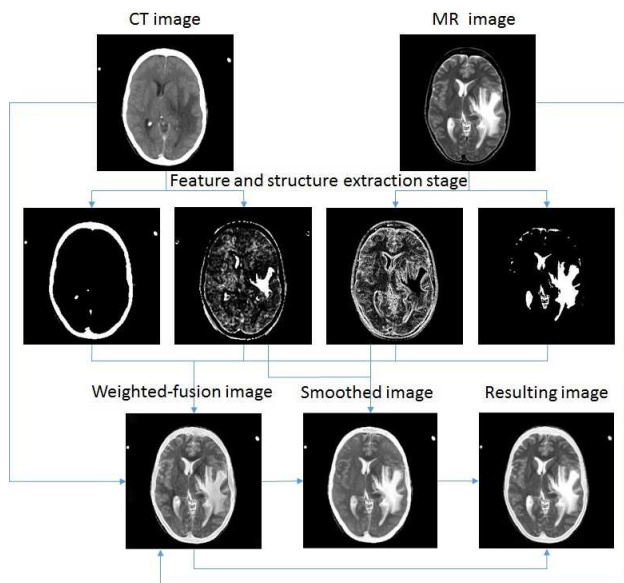 CT image MR image
Feature and structure extraction stage
Weighted-fusion image Smoothed image Resulting image